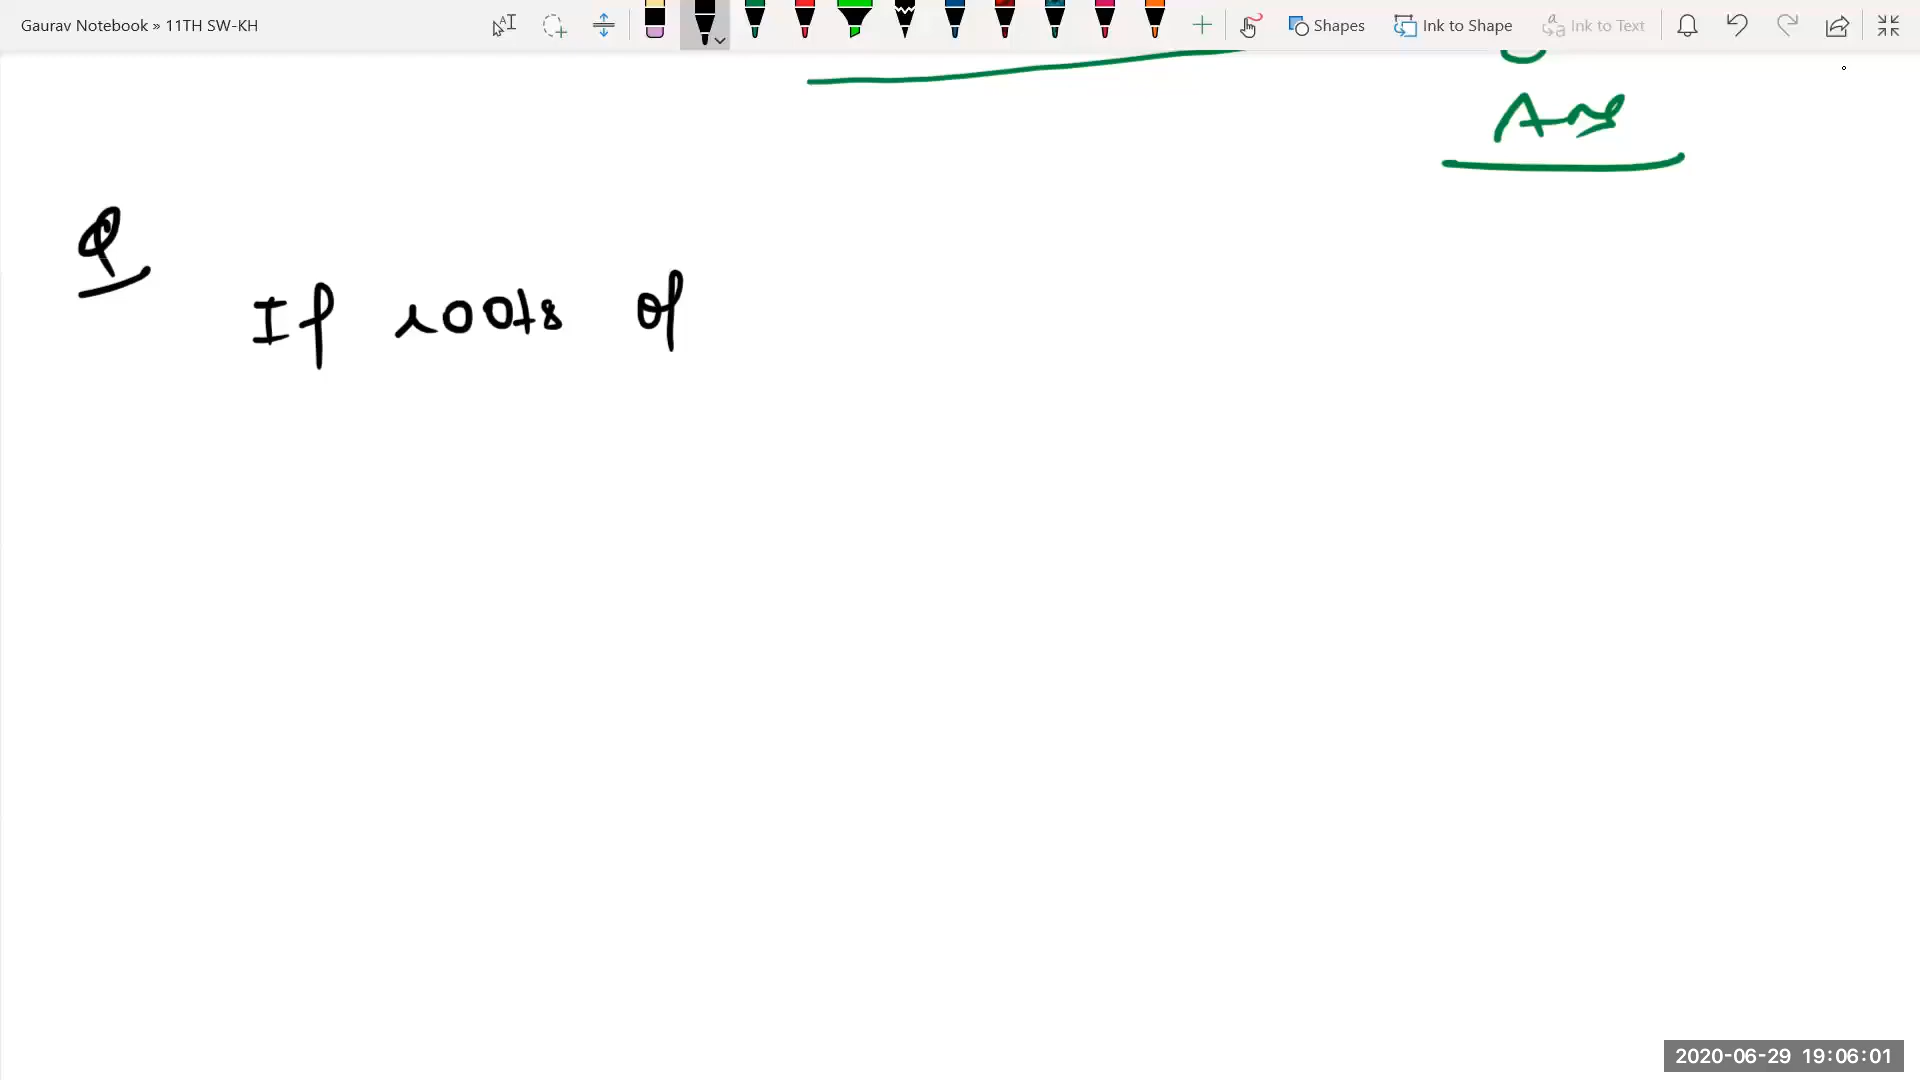 Gaurav Notebook » 11TH SW-KH
Shapes
Ink to Shape
Ink to Text
Ans
Q
If roots of
2020-06-29 19:06:01